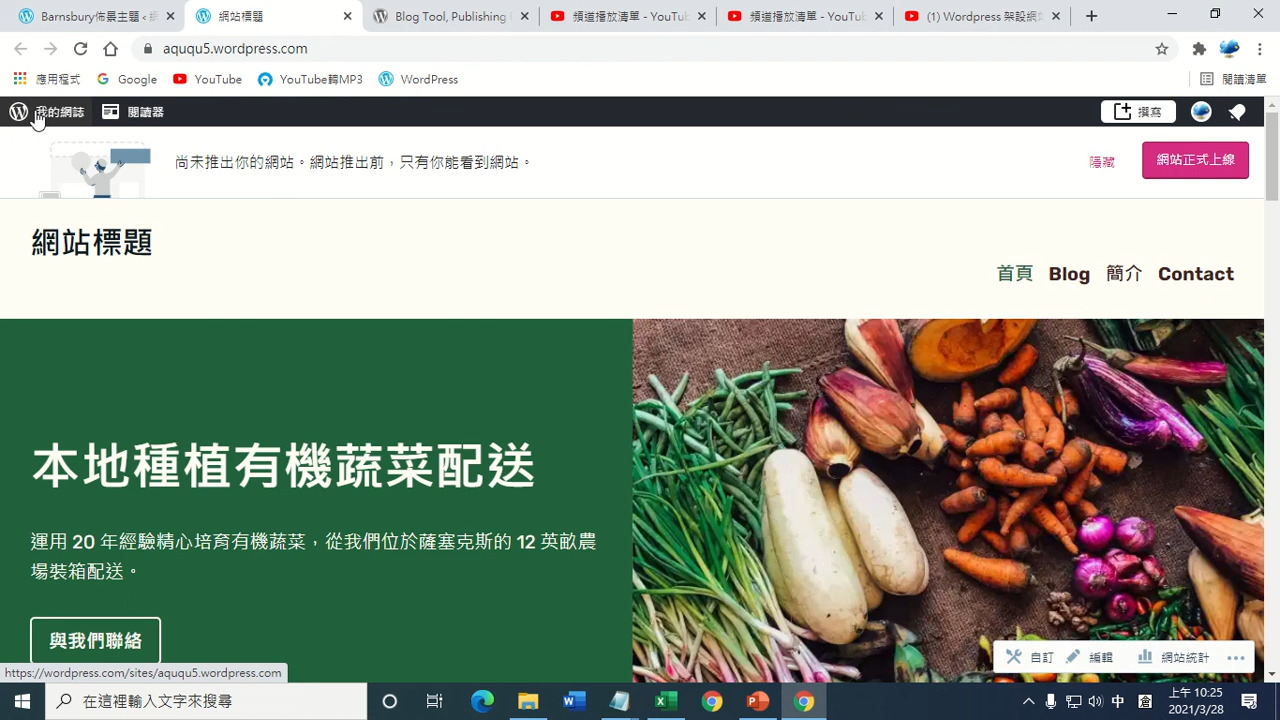 Barnsbury佈景主題 ‹ 網
網站標題
Blog Tool, Publishing
頻道播放清單 - YouTube
頻道播放清單 - YouTu
(1) Wordpress 架設網
aququ5.wordpress.com
應用程式
Google
YouTube
YouTube轉MP3
WordPress
閱讀清單
我的網誌
閱讀器
撰寫
尚未推出你的網站。網站推出前，只有你能看到網站。
隱藏
網站正式上線
網站標題
首頁 Blog 簡介 Contact
本地種植有機蔬菜配送
運用 20 年經驗精心培育有機蔬菜，從我們位於薩塞克斯的 12 英畝農
場裝箱配送。
與我們聯絡
自訂
編輯
網站統計
https://wordpress.com/sites/aququ5.wordpress.com
在這裡輸入文字來搜尋
中
倉
上午 10:25
2021/3/28